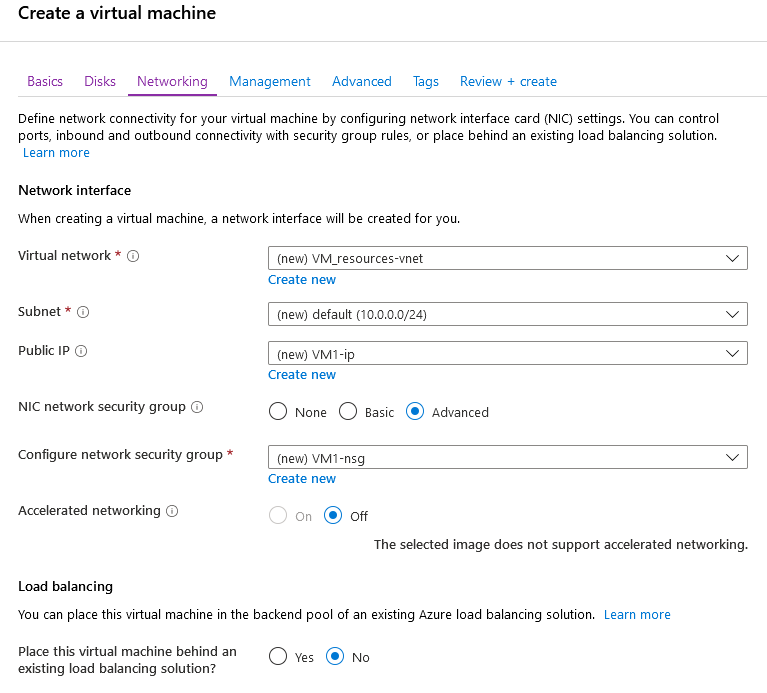 Create a virtual machine
Basics Disks Networking Management Advanced Tags Review + create
Define network connectivity for your virtual machine by configuring network interface card (NIC) settings. You can control
ports, inbound and outbound connectivity with security group rules, or place behind an existing load balancing solution.
Learn more
Network interface
When creating a virtual machine, a network interface will be created for you.
Virtual network *
(new) VM_resources-vnet
Create new
Subnet *
(new) default (10.0.0.0/24)
Public IP
(new) VM1-ip
Create new
NIC network security group
None Basic Advanced
Configure network security group *
(new) VM1-nsg
Create new
Accelerated networking
On Off
The selected image does not support accelerated networking.
Load balancing
You can place this virtual machine in the backend pool of an existing Azure load balancing solution. Learn more
Place this virtual machine behind an
existing load balancing solution?
Yes No